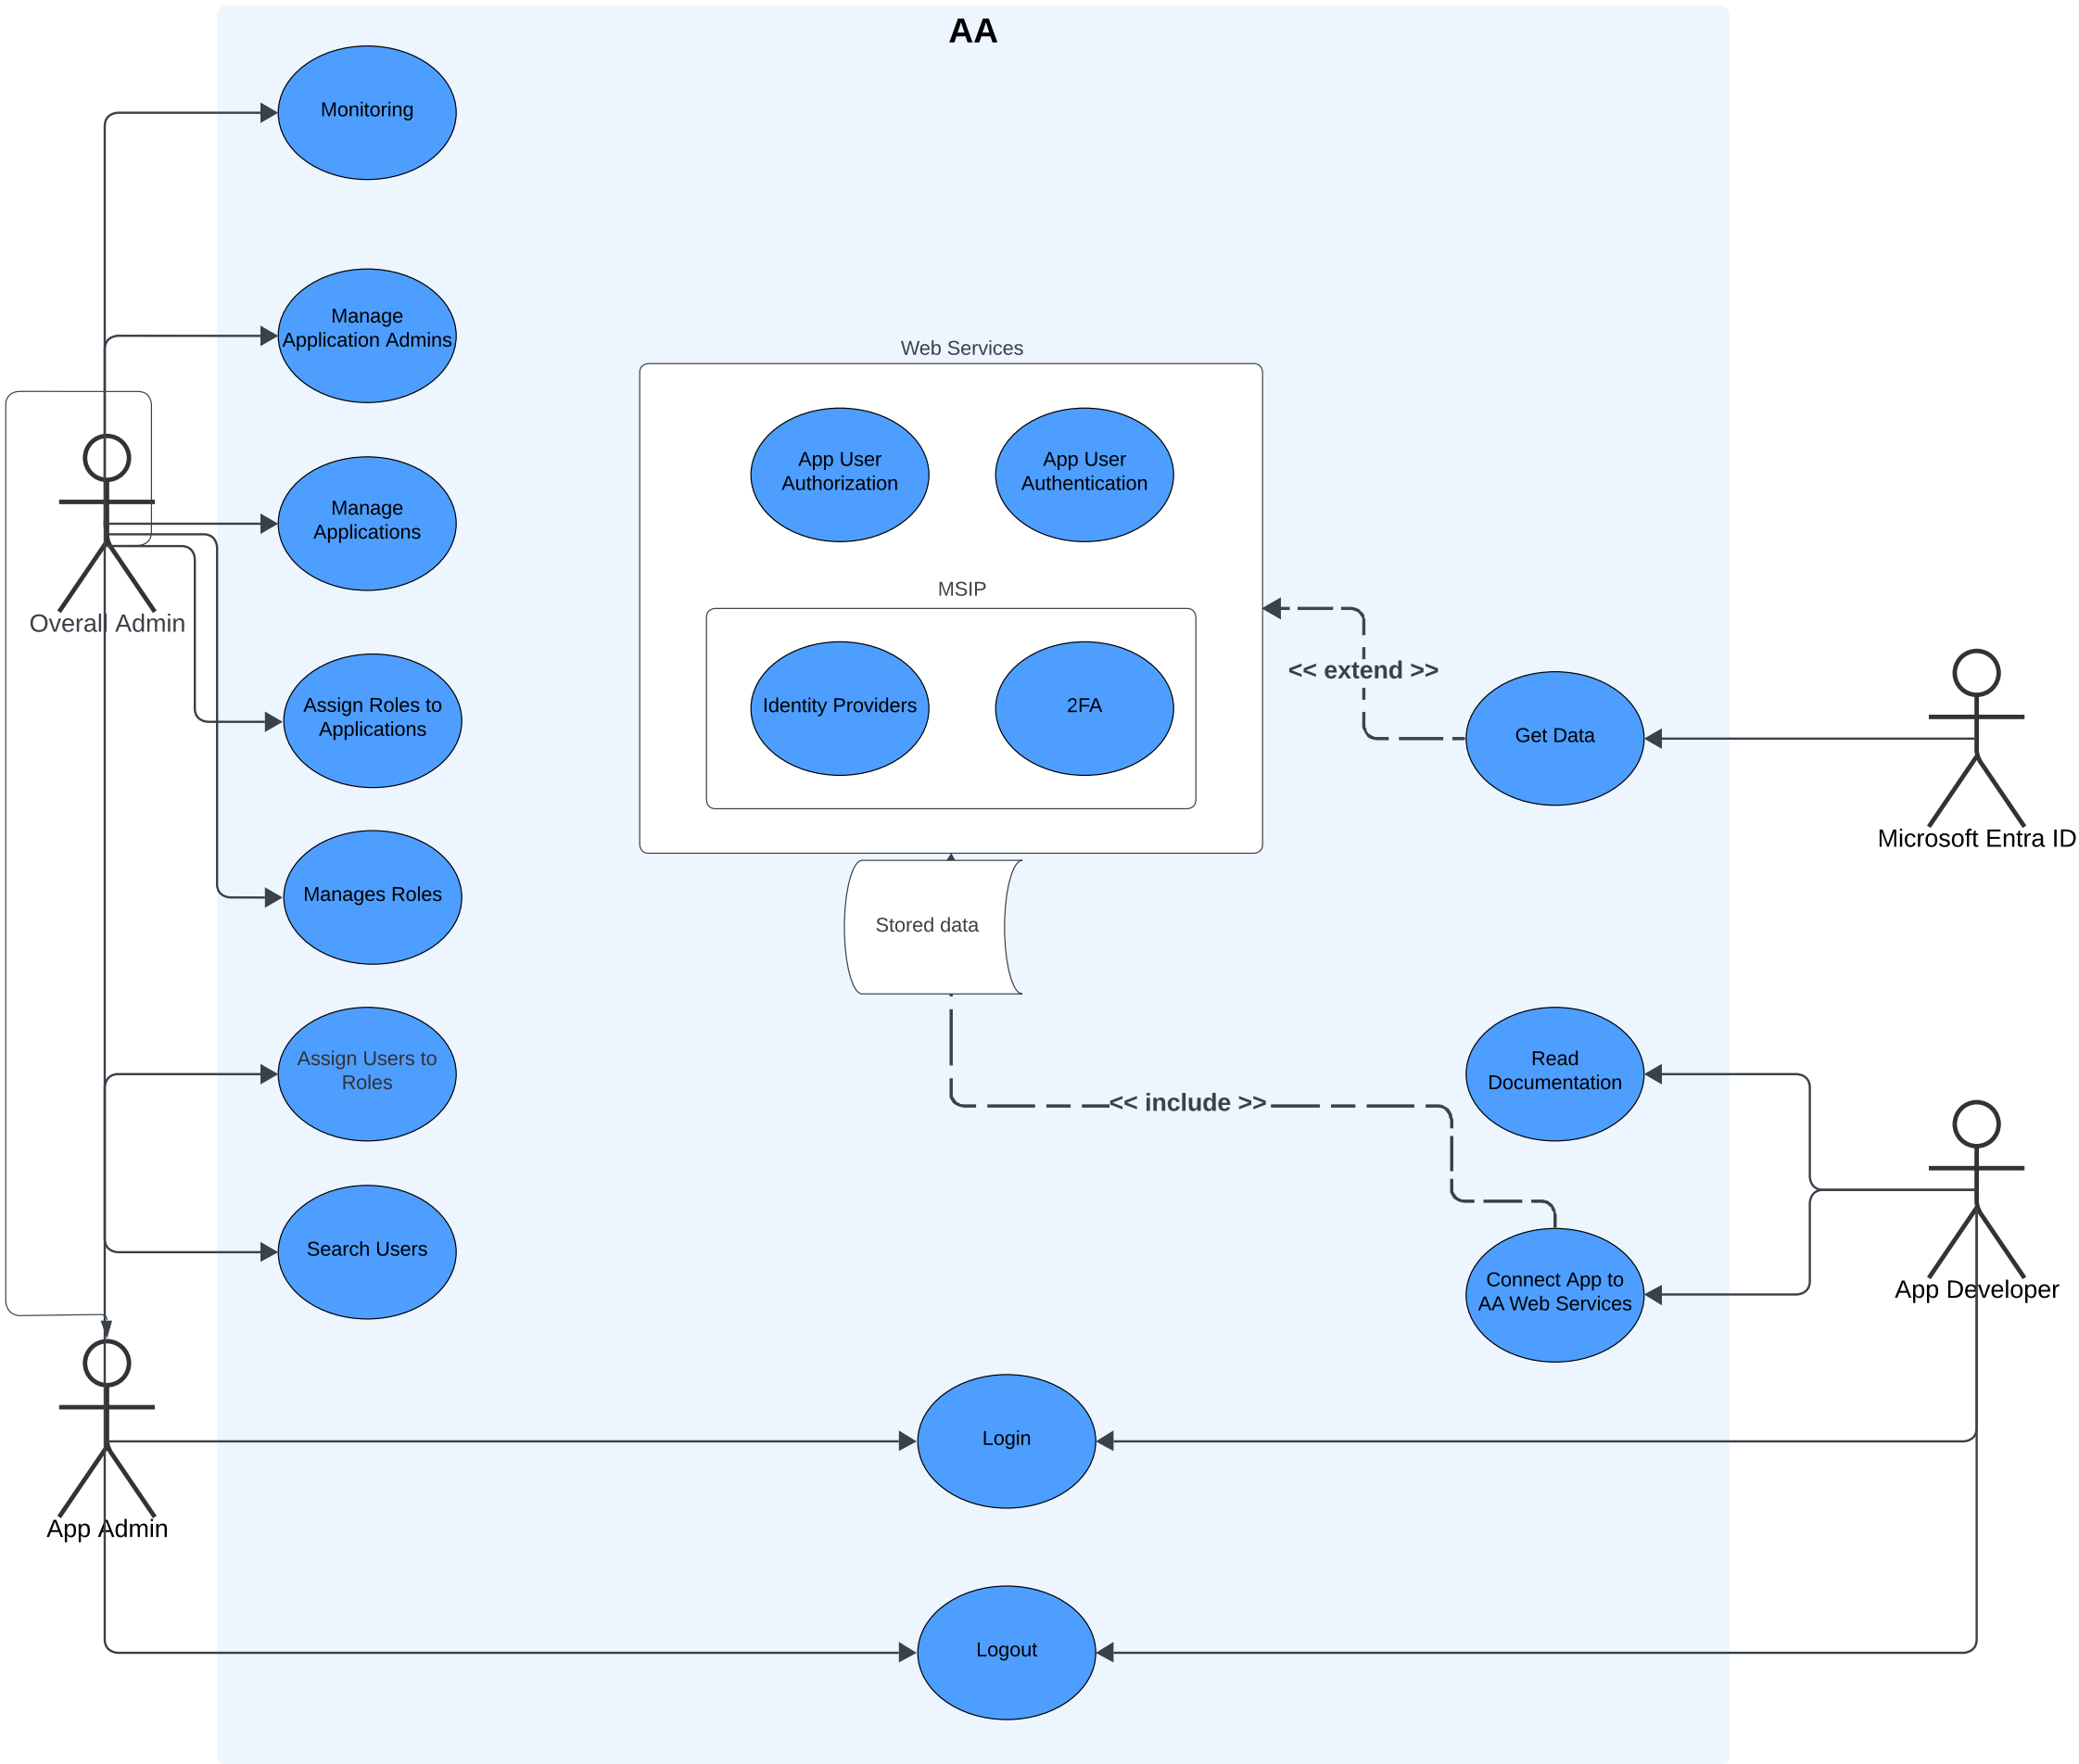 AA
Monitoring
Manage
Application Admins
Web Services
App User
Authorization
App User
Authentication
Manage
Applications
MSIP
Overall Admin
<< extend >>
Assign Roles to
Applications
Identity Providers
2FA
Get Data
Microsoft Entra ID
Manages Roles
Stored data
Assign Users to
Roles
Read
Documentation
<< include >>
Search Users
Connect App to
AA Web Services
App Developer
Login
App Admin
Logout